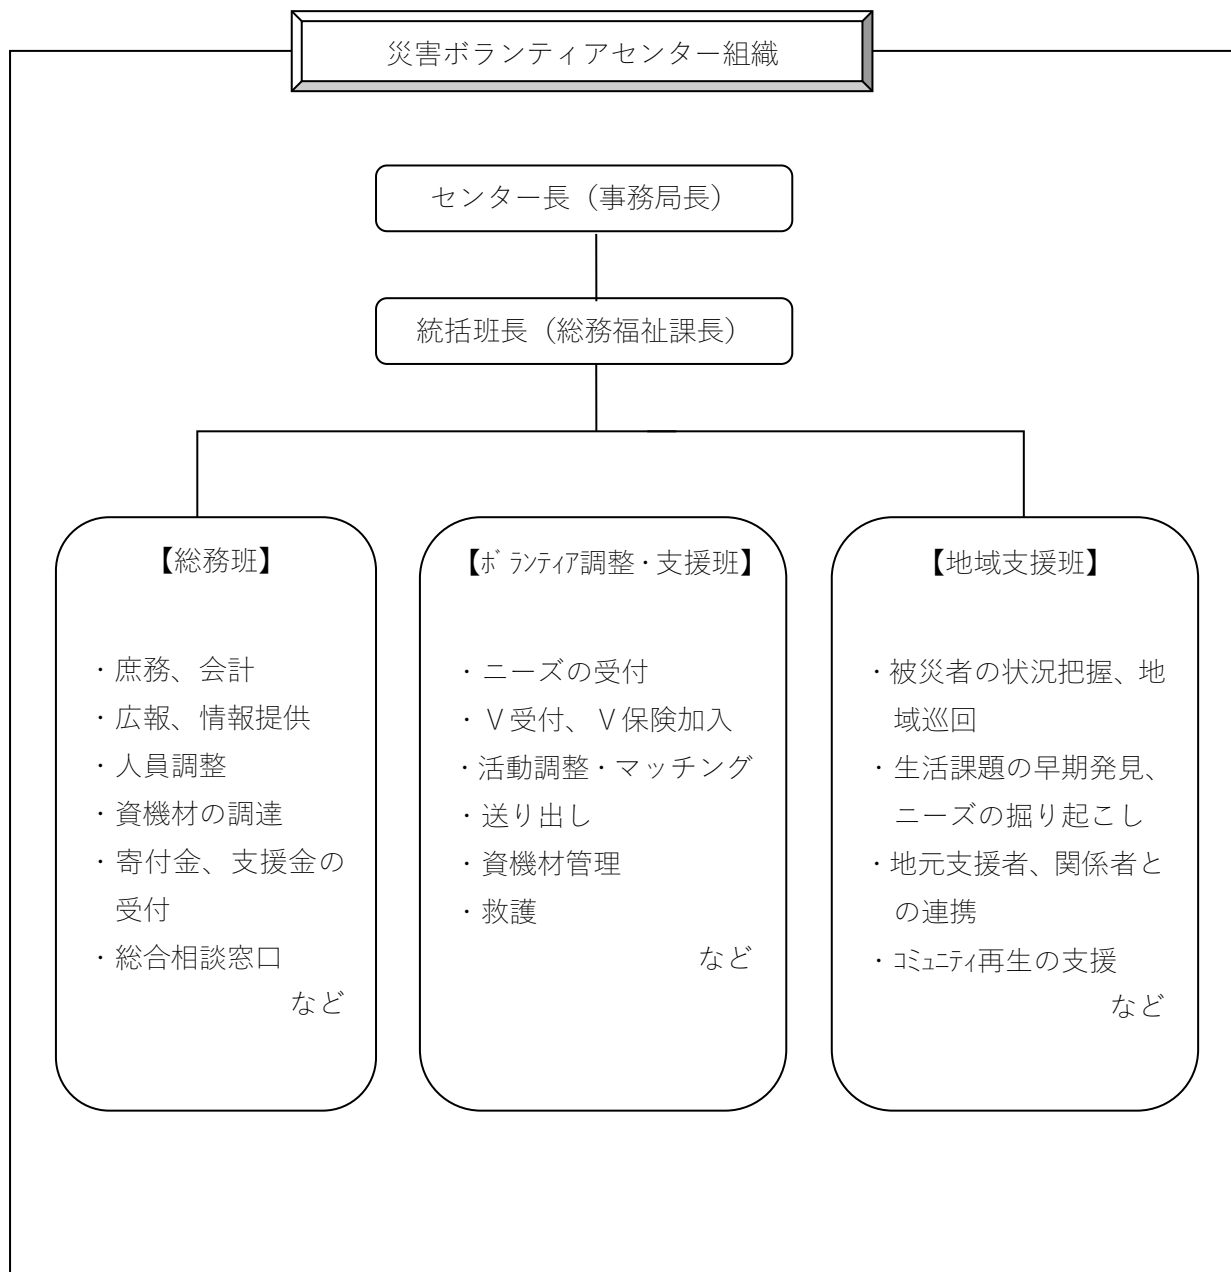 災害ボランティアセンター組織
センター長（事務局長）
統括班長（総務福祉課長）
【総務班】
・庶務、会計
・広報、情報提供
・人員調整
・資機材の調達
・寄付金、支援金の
受付
・総合相談窓口
など
【ﾎﾞﾗﾝﾃｨｱ調整・支援班】
・ニーズの受付
・Ｖ受付、Ｖ保険加入
・活動調整・マッチング
・送り出し
・資機材管理
・救護
など
【地域支援班】
・被災者の状況把握、地
域巡回
・生活課題の早期発見、
ニーズの掘り起こし
・地元支援者、関係者と
の連携
・ｺﾐｭﾆﾃｨ再生の支援
など